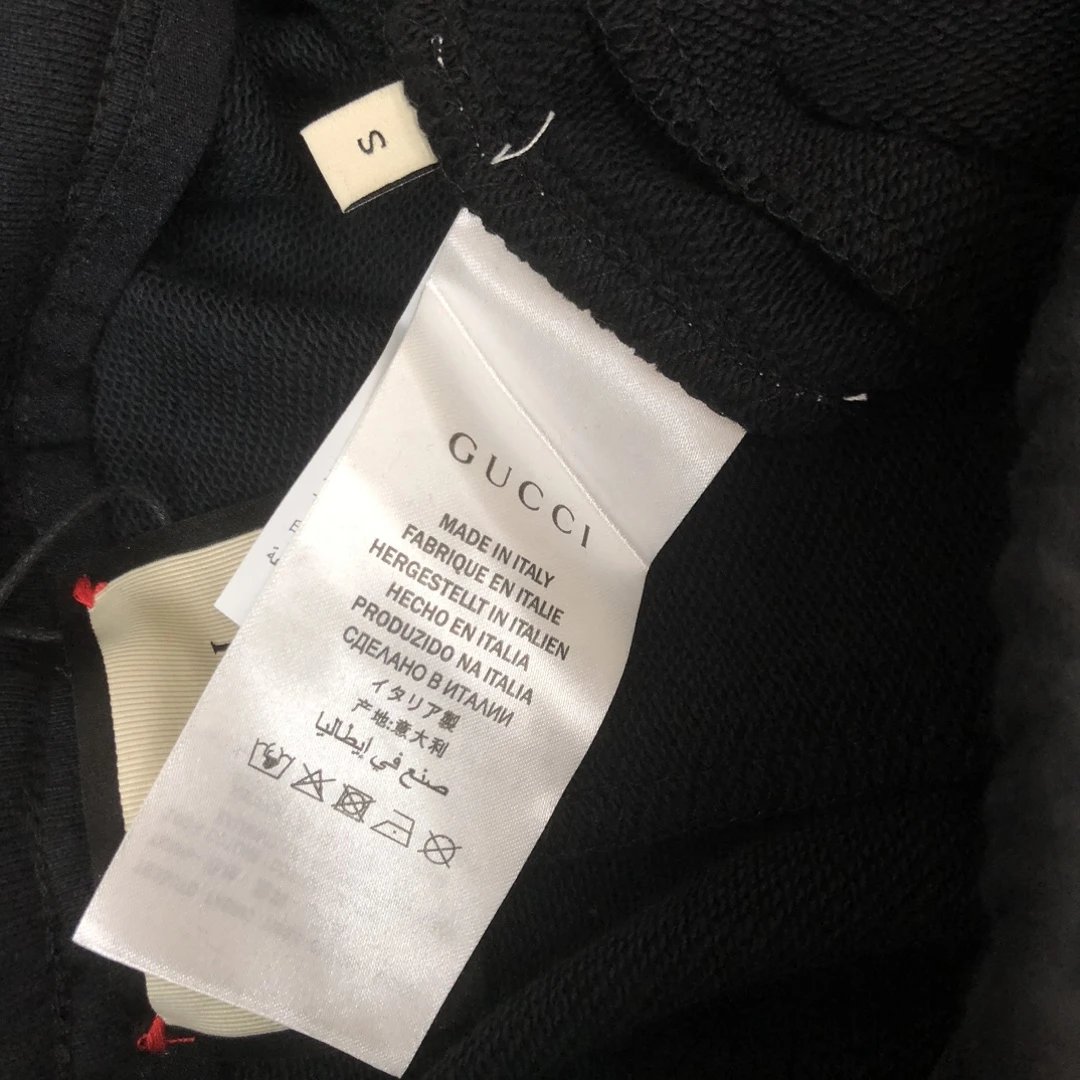 S
GUCCI
MADE IN ITALY
FABRIQUE EN ITALIE
HERGESTELLT IN ITALIEN
HECHO EN ITALIA
PRODUZIDO NA ITALIA
СДЕЛАНО В ИТАЛИИ
イタリア製
产地:意大利
صنع في إيطاليا